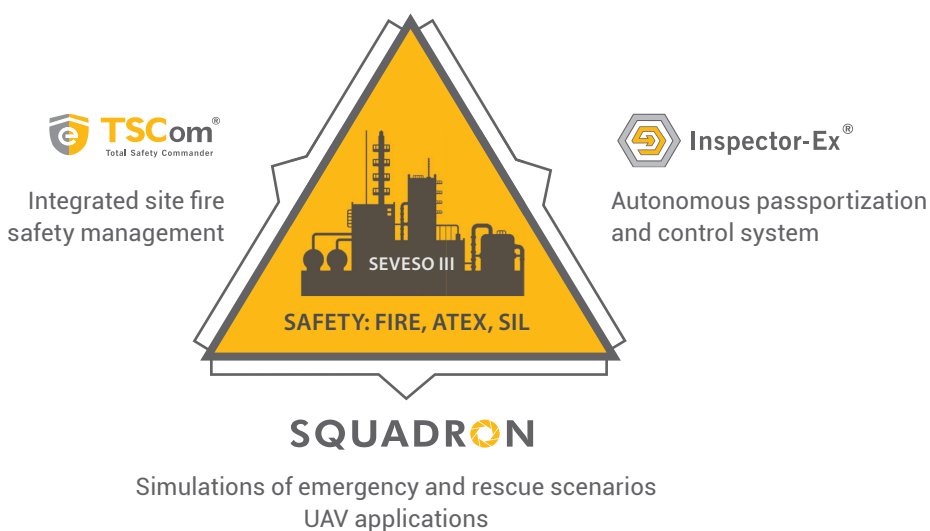 TSCom®
Total Safety Commander
Integrated site fire
safety management
Inspector-Ex®
Autonomous passportization
and control system
SEVESO III
SAFETY: FIRE, ATEX, SIL
SQUADRON
Simulations of emergency and rescue scenarios
UAV applications